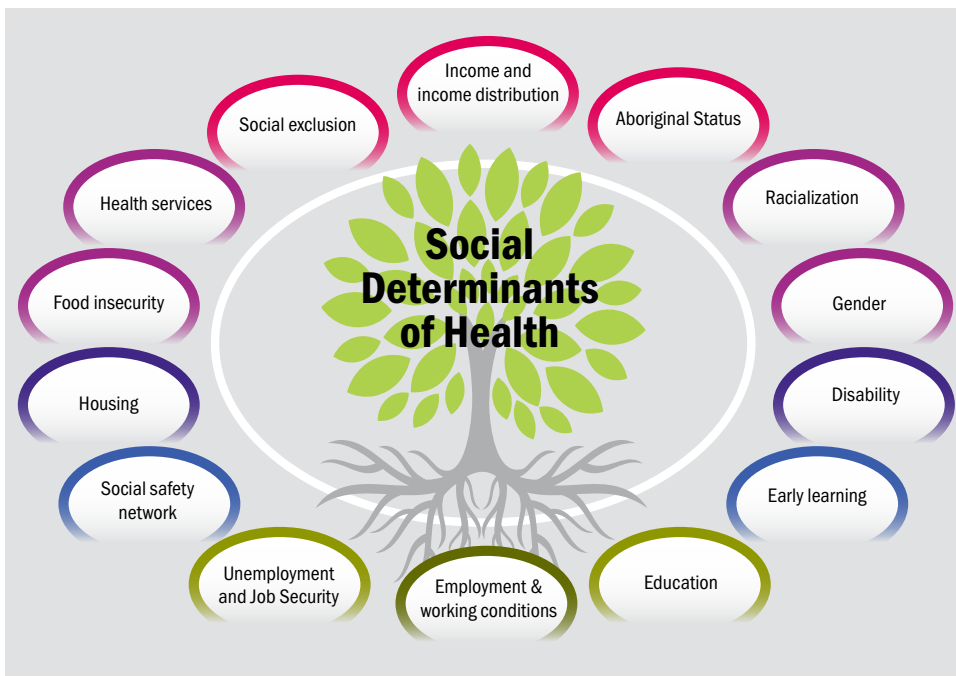 Social
Determinants
of Health
Income and
income distribution
Aboriginal Status
Racialization
Gender
Disability
Early learning
Education
Employment &
working conditions
Unemployment
and Job Security
Social safety
network
Housing
Food insecurity
Health services
Social exclusion